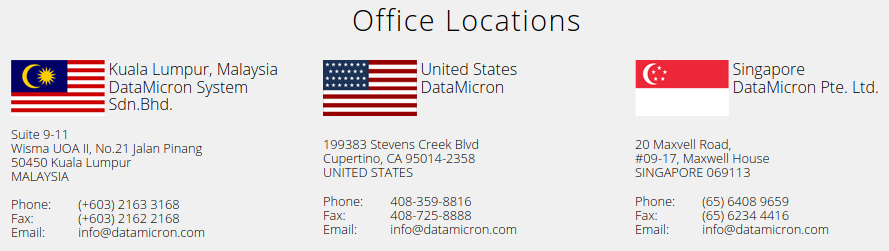 Office Locations
Kuala Lumpur, Malaysia
DataMicron System
Sdn.Bhd.
Suite 9-11
Wisma UOA II, No.21 Jalan Pinang
50450 Kuala Lumpur
MALAYSIA
Phone: (+603) 2163 3168
Fax: (+603) 2162 2168
Email: info@datamicron.com
United States
DataMicron
199383 Stevens Creek Blvd
Cupertino, CA 95014-2358
UNITED STATES
Phone: 408-359-8816
Fax: 408-725-8888
Email: info@datamicron.com
Singapore
DataMicron Pte. Ltd.
20 Maxvell Road,
#09-17, Maxwell House
SINGAPORE 069113
Phone: (65) 6408 9659
Fax: (65) 6234 4416
Email: info@datamicron.com